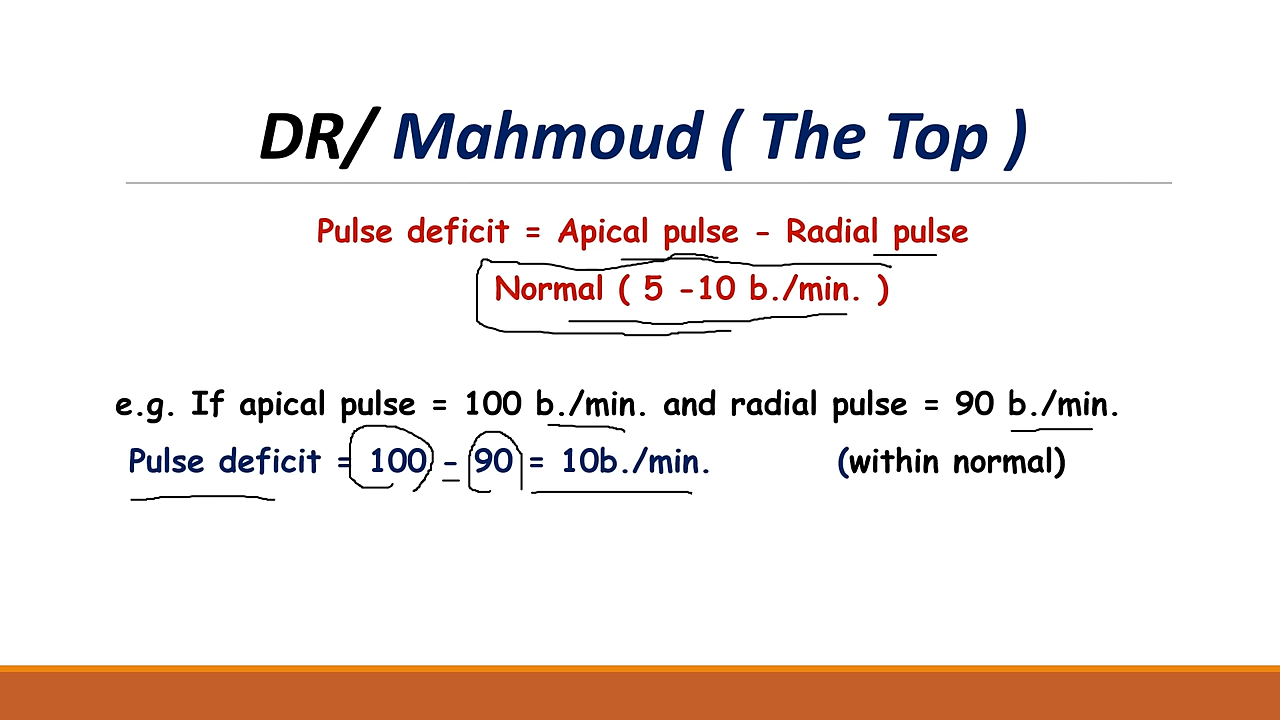 DR/ Mahmoud ( The Top )
Pulse deficit = Apical pulse - Radial pulse
Normal ( 5 -10 b./min. )
e.g. If apical pulse = 100 b./min. and radial pulse = 90 b./min.
Pulse deficit = 100 - 90 = 10b./min. (within normal)